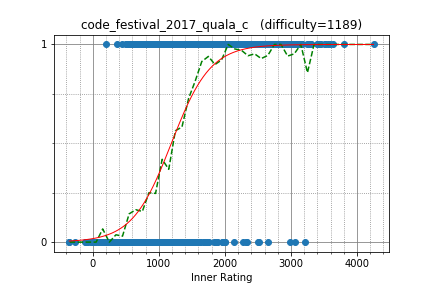 code_festival_2017_quala_c   (difficulty=1189)
1
0
0 1000 2000 3000 4000
Inner Rating